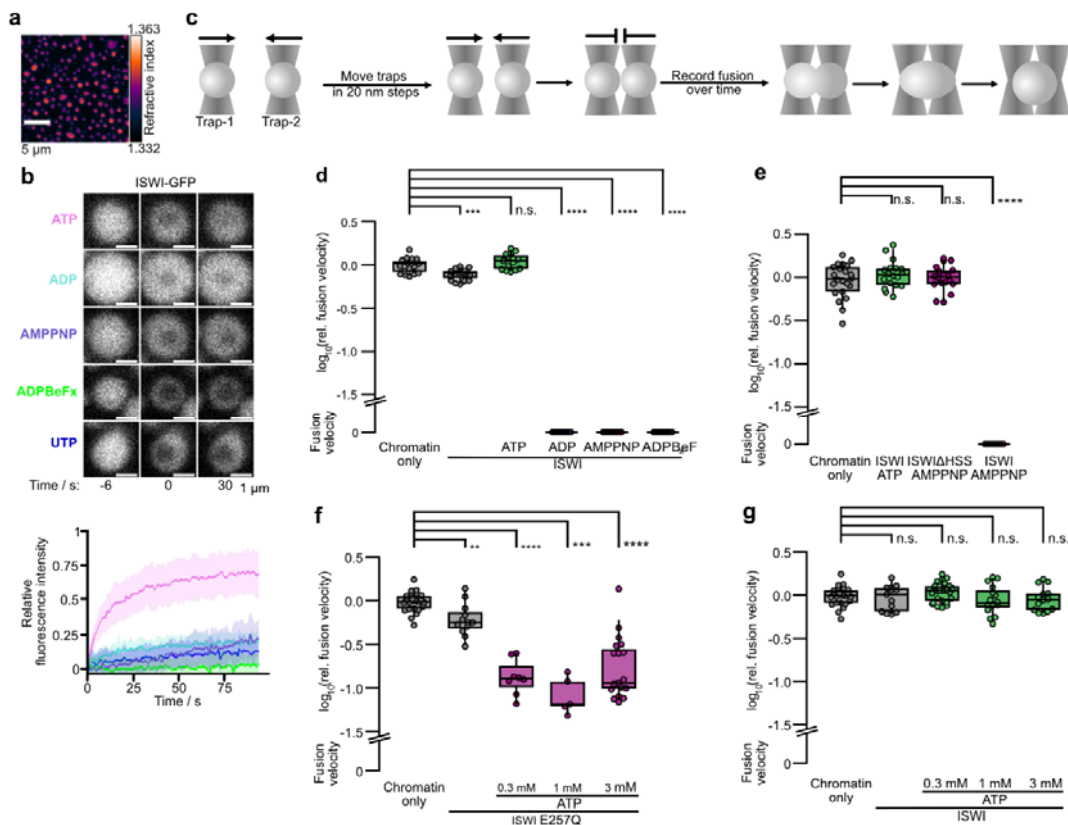 a
1.363
Refractive index
1.332
5 µm
c
Trap-1
Trap-2
Move traps
in 20 nm steps
Record fusion
over time
b
ISWI-GFP
ATP
ADP
AMPPNP
ADPBeFx
UTP
Time / s: -6 0 30 1 µm
Relative
fluorescence intensity
1
0.75
0.5
0.25
0
0 25 50 75
Time / s
d
*** n.s. **** **** ****
log10(rel. fusion velocity)
0.5
0.0
-0.5
-1.0
-1.5
Fusion
velocity
0
Chromatin
only
ATP ADP AMPPNP ADPBeF
ISWI
e
n.s. n.s. ****
log10(rel. fusion velocity)
0.5
0.0
-0.5
-1.0
-1.5
Fusion
velocity
0
Chromatin
only
ISWI
ATP
ISWIΔHSS
AMPPNP
ISWI
AMPPNP
f
** **** *** ****
log10(rel. fusion velocity)
0.5
0.0
-0.5
-1.0
-1.5
Fusion
velocity
0
Chromatin
only
0.3 mM 1 mM 3 mM
ATP
ISWI E257Q
g
n.s. n.s. n.s. n.s.
log10(rel. fusion velocity)
0.5
0.0
-0.5
-1.0
-1.5
Fusion
velocity
0
Chromatin
only
0.3 mM 1 mM 3 mM
ATP
ISWI